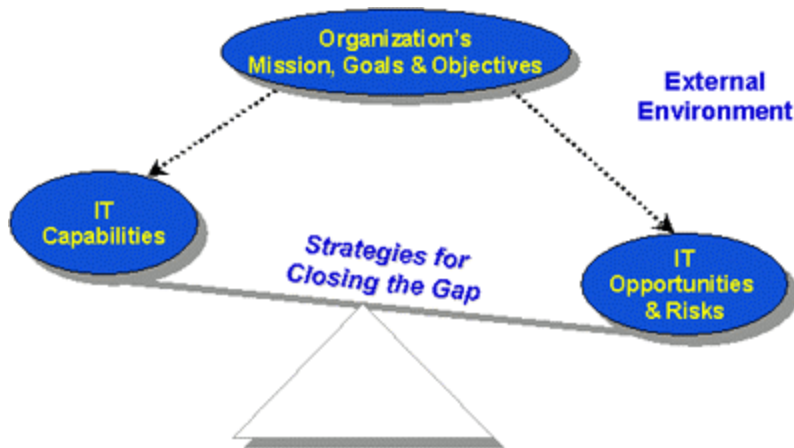 Organization's
Mission, Goals & Objectives
External
Environment
IT
Capabilities
Strategies for
Closing the Gap
IT
Opportunities
& Risks